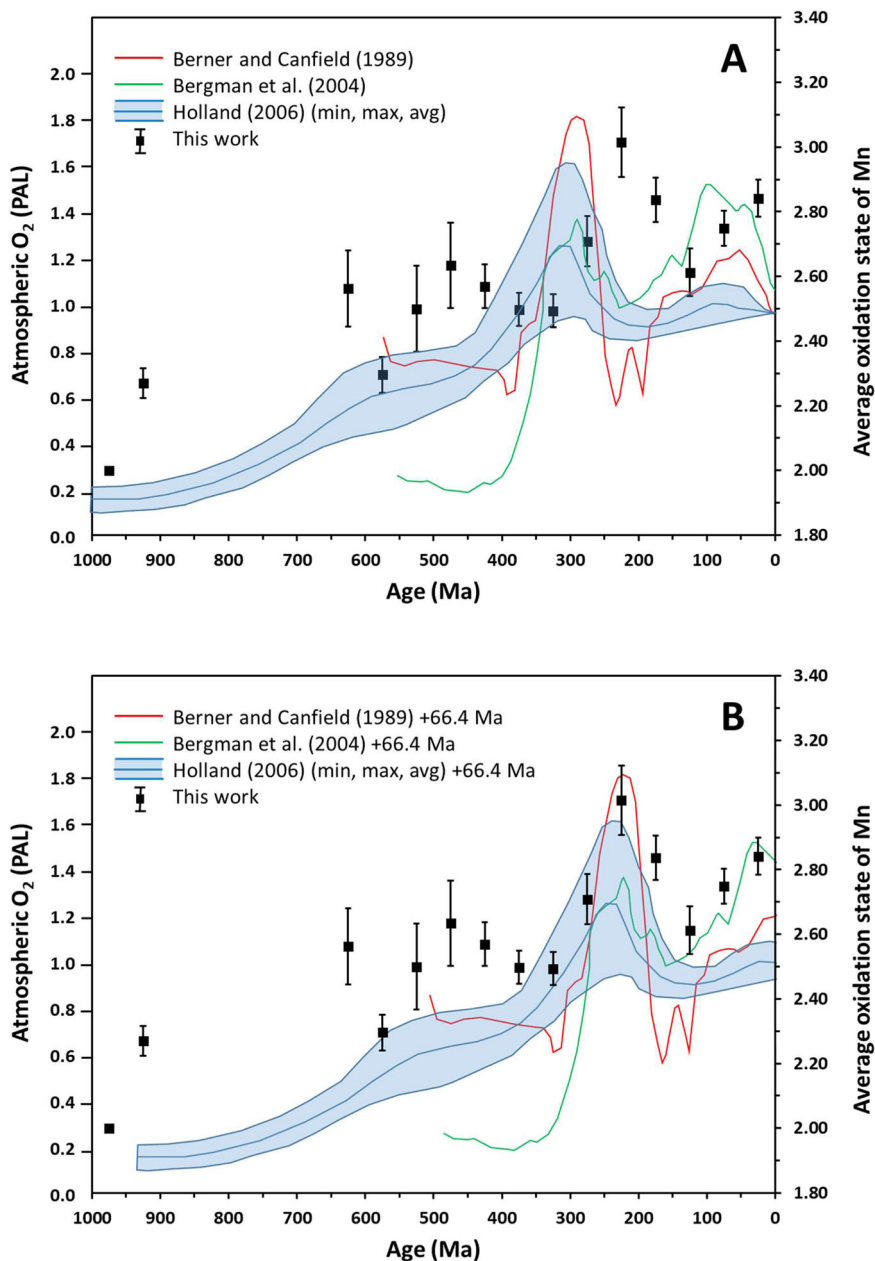 A
Berner and Canfield (1989)
Bergman et al. (2004)
Holland (2006) (min, max, avg)
This work
Atmospheric O₂ (PAL)
2.0
1.8
1.6
1.4
1.2
1.0
0.8
0.6
0.4
0.2
0.0
Average oxidation state of Mn
3.40
3.20
3.00
2.80
2.60
2.40
2.20
2.00
1.80
1000 900 800 700 600 500 400 300 200 100 0
Age (Ma)
B
Berner and Canfield (1989) +66.4 Ma
Bergman et al. (2004) +66.4 Ma
Holland (2006) (min, max, avg) +66.4 Ma
This work
Atmospheric O₂ (PAL)
2.0
1.8
1.6
1.4
1.2
1.0
0.8
0.6
0.4
0.2
0.0
Average oxidation state of Mn
3.40
3.20
3.00
2.80
2.60
2.40
2.20
2.00
1.80
1000 900 800 700 600 500 400 300 200 100 0
Age (Ma)